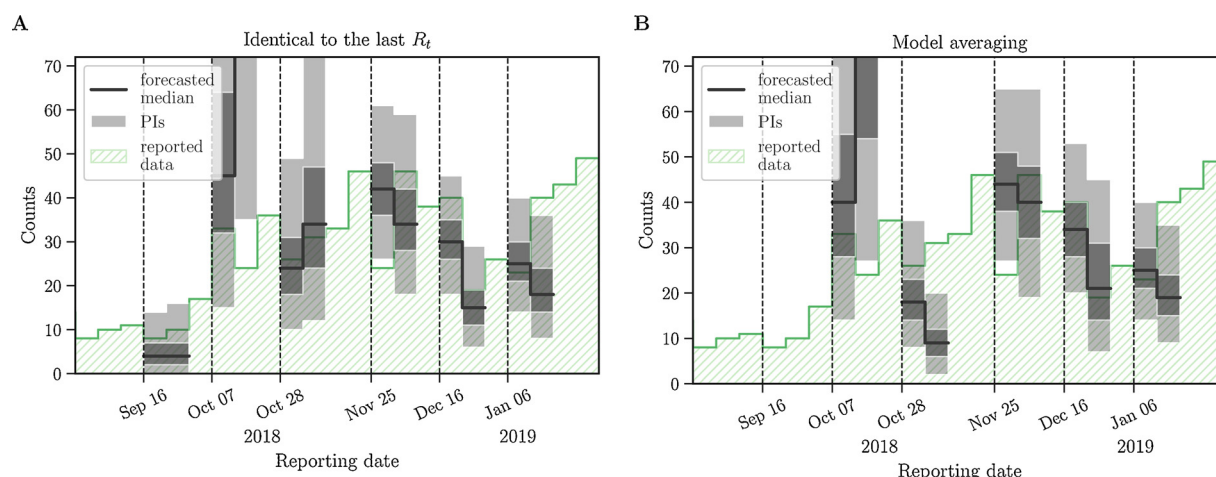 A
Identical to the last R_t
forecasted
median
PIs
reported
data
70
60
50
40
30
20
10
0
Counts
Sep 16
Oct 07
Oct 28
Nov 25
Dec 16
Jan 06
2018
2019
Reporting date
B
Model averaging
forecasted
median
PIs
reported
data
70
60
50
40
30
20
10
0
Counts
Sep 16
Oct 07
Oct 28
Nov 25
Dec 16
Jan 06
2018
2019
Reporting date